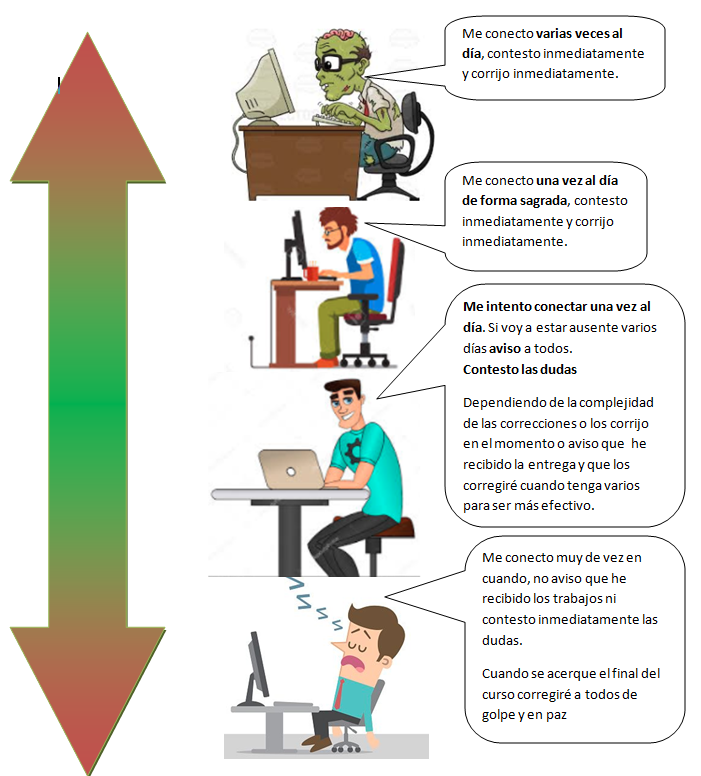 Me conecto varias veces al
día, contesto inmediatamente
y corrijo inmediatamente.
Me conecto una vez al día
de forma sagrada, contesto
inmediatamente y corrijo
inmediatamente.
Me intento conectar una vez al
día. Si voy a estar ausente varios
días aviso a todos.
Contesto las dudas
Dependiendo de la complejidad
de las correcciones o los corrijo
en el momento o aviso que he
recibido la entrega y que los
corregiré cuando tenga varios
para ser más efectivo.
Me conecto muy de vez en
cuando, no aviso que he
recibido los trabajos ni
contesto inmediatamente las
dudas.
Cuando se acerque el final del
curso corregiré a todos de
golpe y en paz